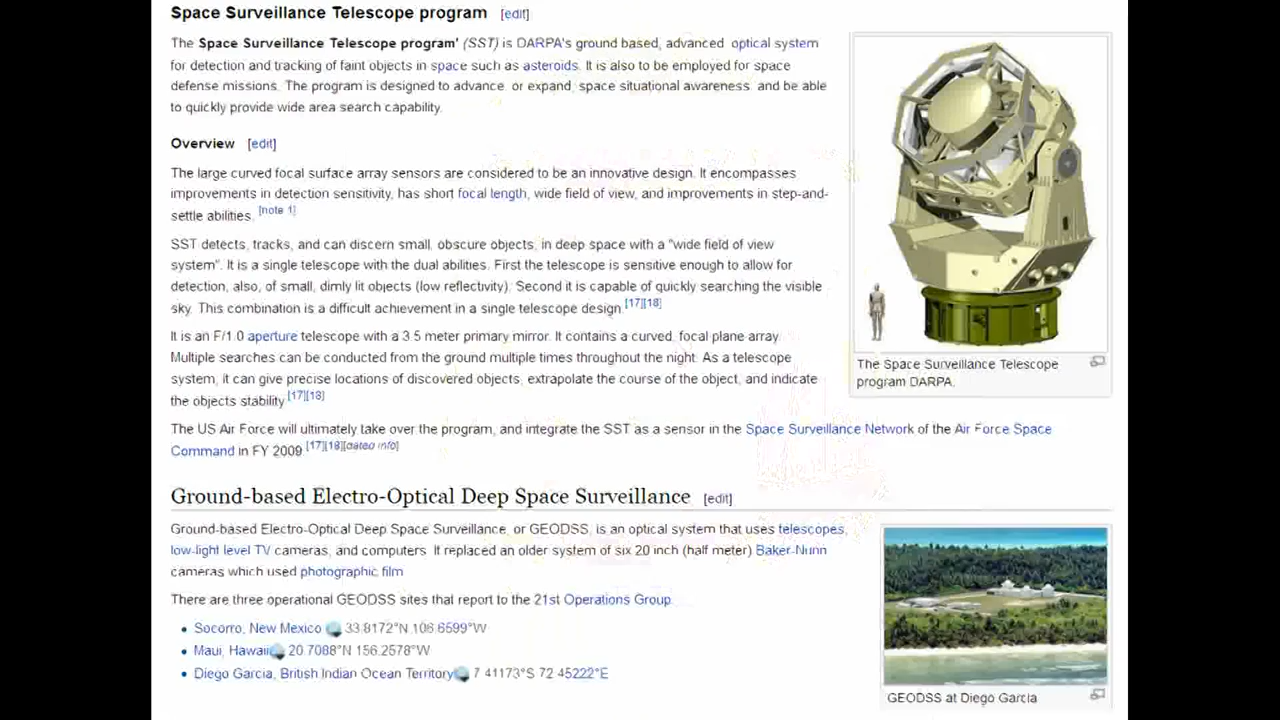 Space Surveillance Telescope program [edit]
The Space Surveillance Telescope program' (SST) is DARPA's ground based, advanced optical system
for detection and tracking of faint objects in space such as asteroids. It is also to be employed for space
defense missions. The program is designed to advance or expand space situational awareness and be able
to quickly provide wide area search capability.
Overview [edit]
The large curved focal surface array sensors are considered to be an innovative design. It encompasses
improvements in detection sensitivity, has short focal length, wide field of view, and improvements in step-and-
settle abilities. [note 1]
SST detects, tracks, and can discern small, obscure objects, in deep space with a "wide field of view
system". It is a single telescope with the dual abilities. First the telescope is sensitive enough to allow for
detection, also, of small, dimly lit objects (low reflectivity). Second it is capable of quickly searching the visible
sky. This combination is a difficult achievement in a single telescope design.[17][18]
It is an F/1.0 aperture telescope with a 3.5 meter primary mirror. It contains a curved, focal plane array.
Multiple searches can be conducted from the ground multiple times throughout the night. As a telescope
system, it can give precise locations of discovered objects, extrapolate the course of the object, and indicate
the objects stability.[17][18]
The US Air Force will ultimately take over the program, and integrate the SST as a sensor in the Space Surveillance Network of the Air Force Space
Command in FY 2009.[17][18][dated info]
The Space Surveillance Telescope
program DARPA.
Ground-based Electro-Optical Deep Space Surveillance [edit]
Ground-based Electro-Optical Deep Space Surveillance, or GEODSS, is an optical system that uses telescopes,
low-light level TV cameras, and computers. It replaced an older system of six 20 inch (half meter) Baker-Nunn
cameras which used photographic film.
There are three operational GEODSS sites that report to the 21st Operations Group.
• Socorro, New Mexico 33.8172°N 106.6599°W
• Maui, Hawaii 20.7088°N 156.2578°W
• Diego Garcia, British Indian Ocean Territory 7.41173°S 72.45222°E
GEODSS at Diego Garcia